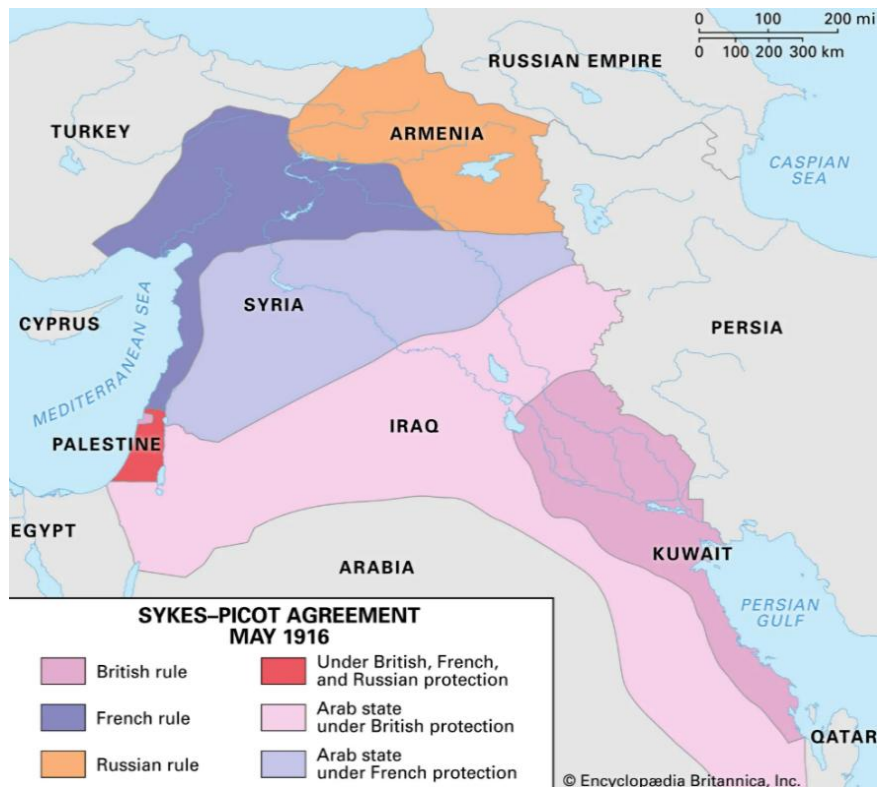 0 100 200 mi
0 100 200 300 km
RUSSIAN EMPIRE
TURKEY
ARMENIA
CASPIAN
SEA
SYRIA
CYPRUS
MEDITERRANEAN SEA
PERSIA
IRAQ
PALESTINE
EGYPT
KUWAIT
ARABIA
PERSIAN
GULF
QATAR
SYKES–PICOT AGREEMENT
MAY 1916
British rule
French rule
Russian rule
Under British, French,
and Russian protection
Arab state
under British protection
Arab state
under French protection
© Encyclopædia Britannica, Inc.